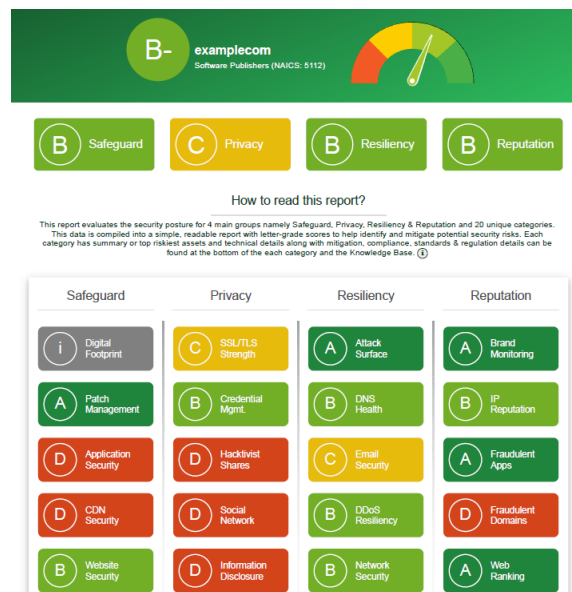 B-
examplecom
Software Publishers (NAICS: 5112)
B Safeguard
C Privacy
B Resiliency
B Reputation
How to read this report?
This report evaluates the security posture for 4 main groups namely Safeguard, Privacy, Resiliency & Reputation and 20 unique categories.
This data is compiled into a simple, readable report with letter-grade scores to help identify and mitigate potential security risks. Each
category has summary or top riskiest assets and technical details along with mitigation, compliance, standards & regulation details can be
found at the bottom of the each category and the Knowledge Base. i
Safeguard
i
Digital
Footprint
A
Patch
Management
D
Application
Security
D
CDN
Security
B
Website
Security
Privacy
C
SSL/TLS
Strength
B
Credential
Mgmt.
D
Hacktivist
Shares
D
Social
Network
D
Information
Disclosure
Resiliency
A
Attack
Surface
B
DNS
Health
C
Email
Security
B
DDoS
Resiliency
B
Network
Security
Reputation
A
Brand
Monitoring
B
IP
Reputation
A
Fraudulent
Apps
D
Fraudulent
Domains
A
Web
Ranking